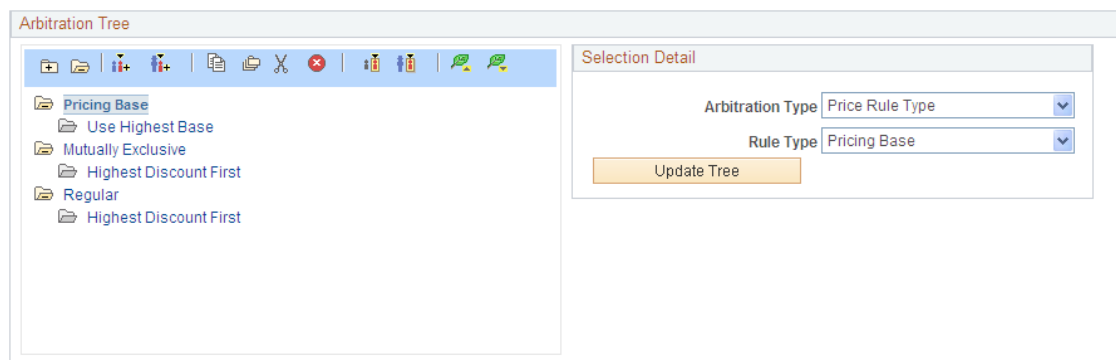 Arbitration Tree
Pricing Base
Use Highest Base
Mutually Exclusive
Highest Discount First
Regular
Highest Discount First
Selection Detail
Arbitration Type Price Rule Type
Rule Type Pricing Base
Update Tree